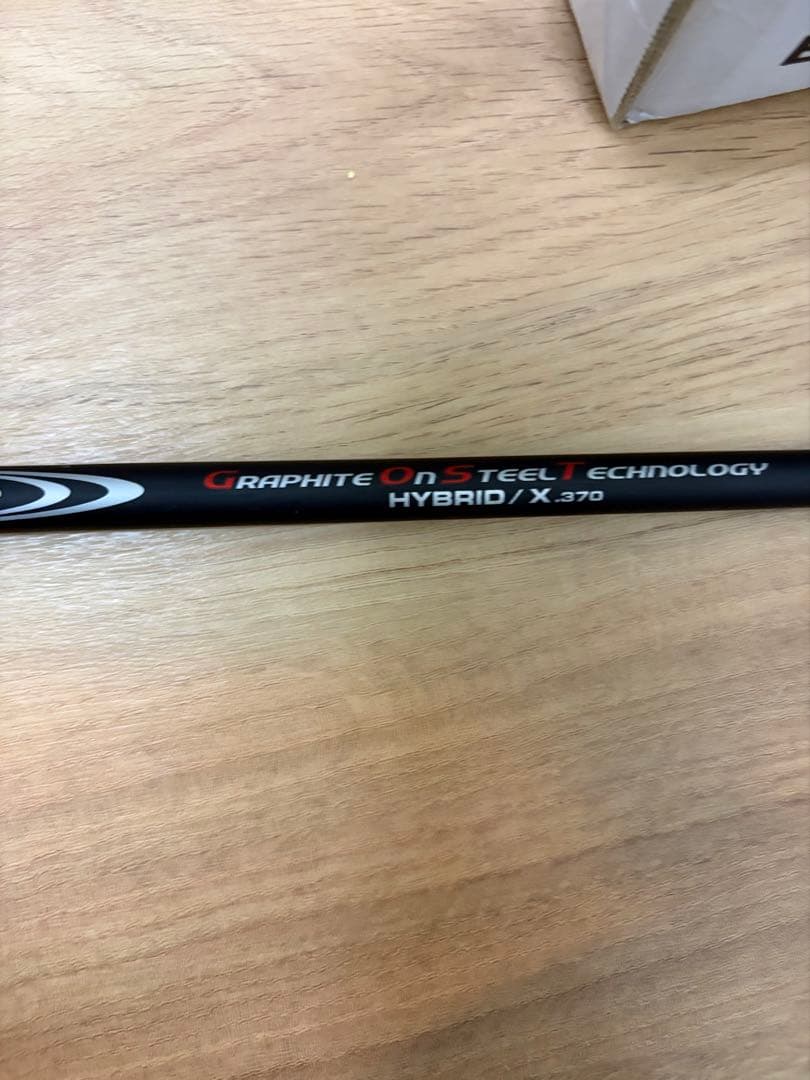 GRAPHITE On STEEL TECHNOLOGY
HYBRID / X .370